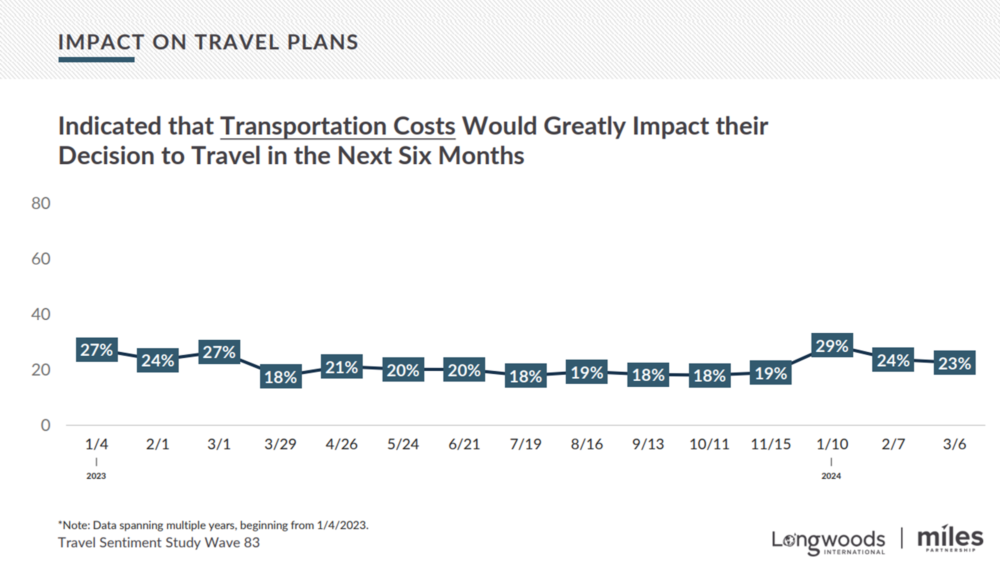 IMPACT ON TRAVEL PLANS
Indicated that Transportation Costs Would Greatly Impact their
Decision to Travel in the Next Six Months
80
60
40
20
0
27% 24% 27% 18% 21% 20% 20% 18% 19% 18% 18% 19% 29% 24% 23%
1/4 2/1 3/1 3/29 4/26 5/24 6/21 7/19 8/16 9/13 10/11 11/15 1/10 2/7 3/6
2023 2024
*Note: Data spanning multiple years, beginning from 1/4/2023.
Travel Sentiment Study Wave 83
Longwoods
INTERNATIONAL
miles
PARTNERSHIP